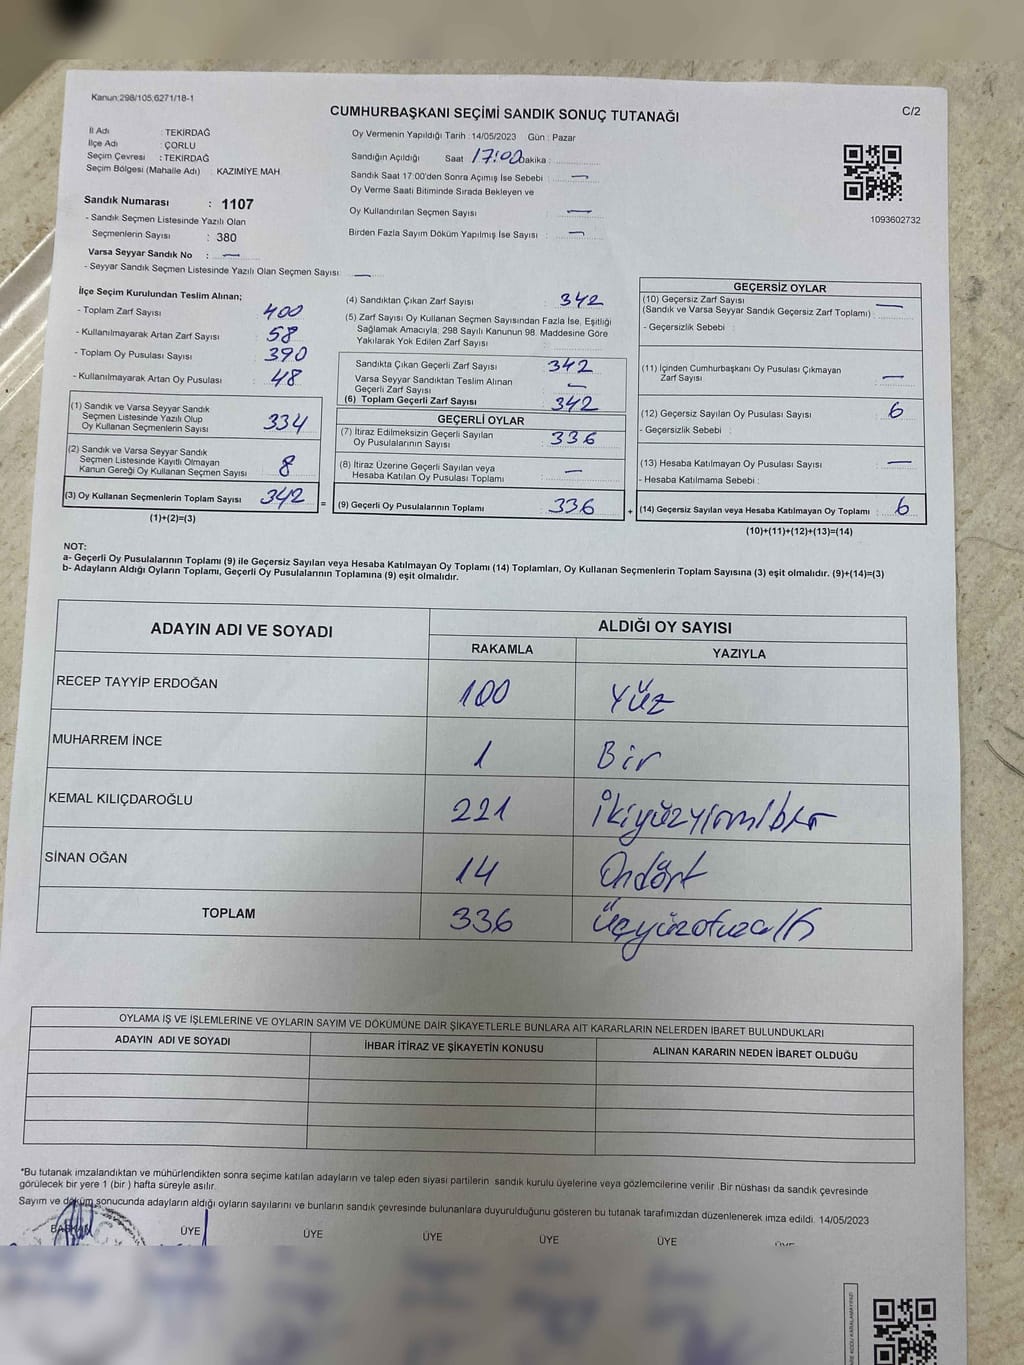 Kanun;298/105;6271/18-1
CUMHURBAŞKANI SEÇİMİ SANDIK SONUÇ TUTANAĞI
C/2
İl Adı : TEKİRDAĞ
İlçe Adı : ÇORLU
Seçim Çevresi : TEKİRDAĞ
Seçim Bölgesi (Mahalle Adı) : KAZIMİYE MAH.
Sandık Numarası : 1107
- Sandık Seçmen Listesinde Yazılı Olan
Seçmenlerin Sayısı : 380
Varsa Seyyar Sandık No : —
- Seyyar Sandık Seçmen Listesinde Yazılı Olan Seçmen Sayısı : —
Oy Vermenin Yapıldığı Tarih : 14/05/2023 Gün : Pazar
Sandığın Açıldığı Saat 17:00 Dakika :
Sandık Saat 17:00'den Sonra Açımış İse Sebebi : —
Oy Verme Saati Bitiminde Sırada Bekleyen ve
Oy Kullandırılan Seçmen Sayısı : —
Birden Fazla Sayım Döküm Yapılmış İse Sayısı : —
1093602732
İlçe Seçim Kurulundan Teslim Alınan;
- Toplam Zarf Sayısı : 400
- Kullanılmayarak Artan Zarf Sayısı : 58
- Toplam Oy Pusulası Sayısı : 390
- Kullanılmayarak Artan Oy Pusulası : 48
(1) Sandık ve Varsa Seyyar Sandık
Seçmen Listesinde Yazılı Olup
Oy Kullanan Seçmenlerin Sayısı : 334
(2) Sandık ve Varsa Seyyar Sandık
Seçmen Listesinde Kayıtlı Olmayan
Kanun Gereği Oy Kullanan Seçmen Sayısı : 8
(3) Oy Kullanan Seçmenlerin Toplam Sayısı : 342 =
(1)+(2)=(3)
(4) Sandıktan Çıkan Zarf Sayısı : 342
(5) Zarf Sayısı Oy Kullanan Seçmen Sayısından Fazla İse, Eşitliği
Sağlamak Amacıyla, 298 Sayılı Kanunun 98. Maddesine Göre
Yakılarak Yok Edilen Zarf Sayısı :
Sandıkta Çıkan Geçerli Zarf Sayısı : 342
Varsa Seyyar Sandıktan Teslim Alınan
Geçerli Zarf Sayısı : —
(6) Toplam Geçerli Zarf Sayısı : 342
GEÇERLİ OYLAR
(7) İtiraz Edilmeksizin Geçerli Sayılan
Oy Pusulalarının Sayısı : 336
(8) İtiraz Üzerine Geçerli Sayılan veya
Hesaba Katılan Oy Pusulası Toplamı : —
(9) Geçerli Oy Pusulalarının Toplamı : 336 +
GEÇERSİZ OYLAR
(10) Geçersiz Zarf Sayısı
(Sandık ve Varsa Seyyar Sandık Geçersiz Zarf Toplamı) : —
- Geçersizlik Sebebi :
(11) İçinden Cumhurbaşkanı Oy Pusulası Çıkmayan
Zarf Sayısı : —
(12) Geçersiz Sayılan Oy Pusulası Sayısı : 6
- Geçersizlik Sebebi :
(13) Hesaba Katılmayan Oy Pusulası Sayısı : —
- Hesaba Katılmama Sebebi :
(14) Geçersiz Sayılan veya Hesaba Katılmayan Oy Toplamı : 6
(10)+(11)+(12)+(13)=(14)
NOT:
a- Geçerli Oy Pusulalarının Toplamı (9) ile Geçersiz Sayılan veya Hesaba Katılmayan Oy Toplamı (14) Toplamları, Oy Kullanan Seçmenlerin Toplam Sayısına (3) eşit olmalıdır. (9)+(14)=(3)
b- Adayların Aldığı Oyların Toplamı, Geçerli Oy Pusulalarının Toplamına (9) eşit olmalıdır.
ADAYIN ADI VE SOYADI
ALDIĞI OY SAYISI
RAKAMLA YAZIYLA
RECEP TAYYİP ERDOĞAN 100 Yüz
MUHARREM İNCE 1 Bir
KEMAL KILIÇDAROĞLU 221 İkiyüzyirmibir
SİNAN OĞAN 14 Ondört
TOPLAM 336 Üçyüzotuzaltı
OYLAMA İŞ VE İŞLEMLERİNE VE OYLARIN SAYIM VE DÖKÜMÜNE DAİR ŞİKAYETLERLE BUNLARA AİT KARARLARIN NELERDEN İBARET BULUNDUKLARI
ADAYIN ADI VE SOYADI İHBAR İTİRAZ VE ŞİKAYETİN KONUSU ALINAN KARARIN NEDEN İBARET OLDUĞU
*Bu tutanak imzalandıktan ve mühürlendikten sonra seçime katılan adayların ve talep eden siyasi partilerin sandık kurulu üyelerine veya gözlemcilerine verilir. Bir nüshası da sandık çevresinde
görülecek bir yere 1 (bir ) hafta süreyle asılır.
Sayım ve döküm sonucunda adayların aldığı oyların sayılarını ve bunların sandık çevresinde bulunanlara duyurulduğunu gösteren bu tutanak tarafımızdan düzenlenerek imza edildi. 14/05/2023
BAŞKAN ÜYE ÜYE ÜYE ÜYE ÜYE ÜYE